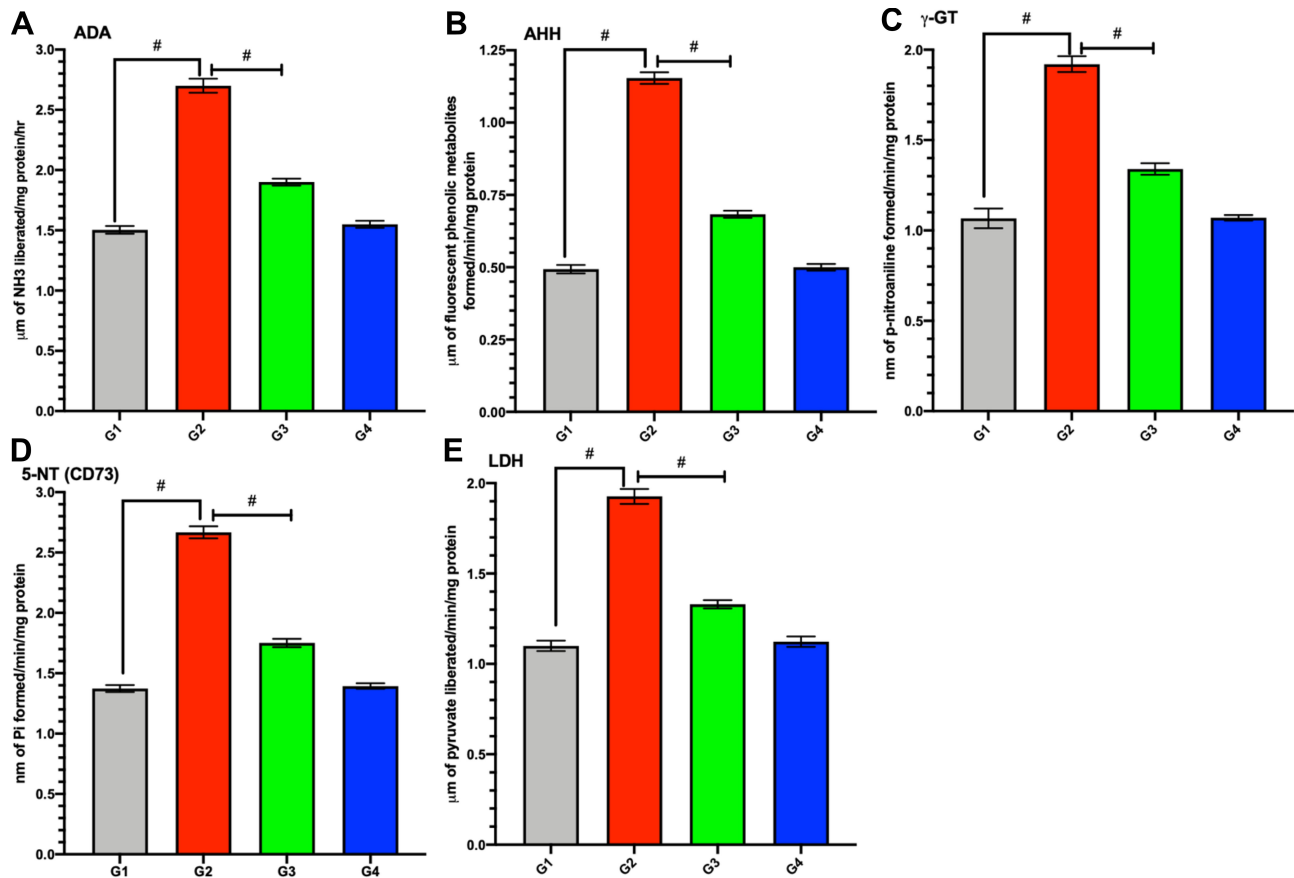 A
ADA
#
#
3.0
2.5
2.0
1.5
1.0
0.5
0.0
μm of NH3 liberated/mg protein/hr
G1
G2
G3
G4
B
AHH
#
#
1.25
1.00
0.75
0.50
0.25
0.00
μm of fluorescent phenolic metabolites
formed/min/mg protein
G1
G2
G3
G4
C
γ-GT
#
#
2.0
1.5
1.0
0.5
0.0
nm of p-nitroaniline formed/min/mg protein
G1
G2
G3
G4
D
5-NT (CD73)
#
#
3.0
2.5
2.0
1.5
1.0
0.5
0.0
nm of Pi formed/min/mg protein
G1
G2
G3
G4
E
LDH
#
#
2.0
1.5
1.0
0.5
0.0
μm of pyruvate liberated/min/mg protein
G1
G2
G3
G4